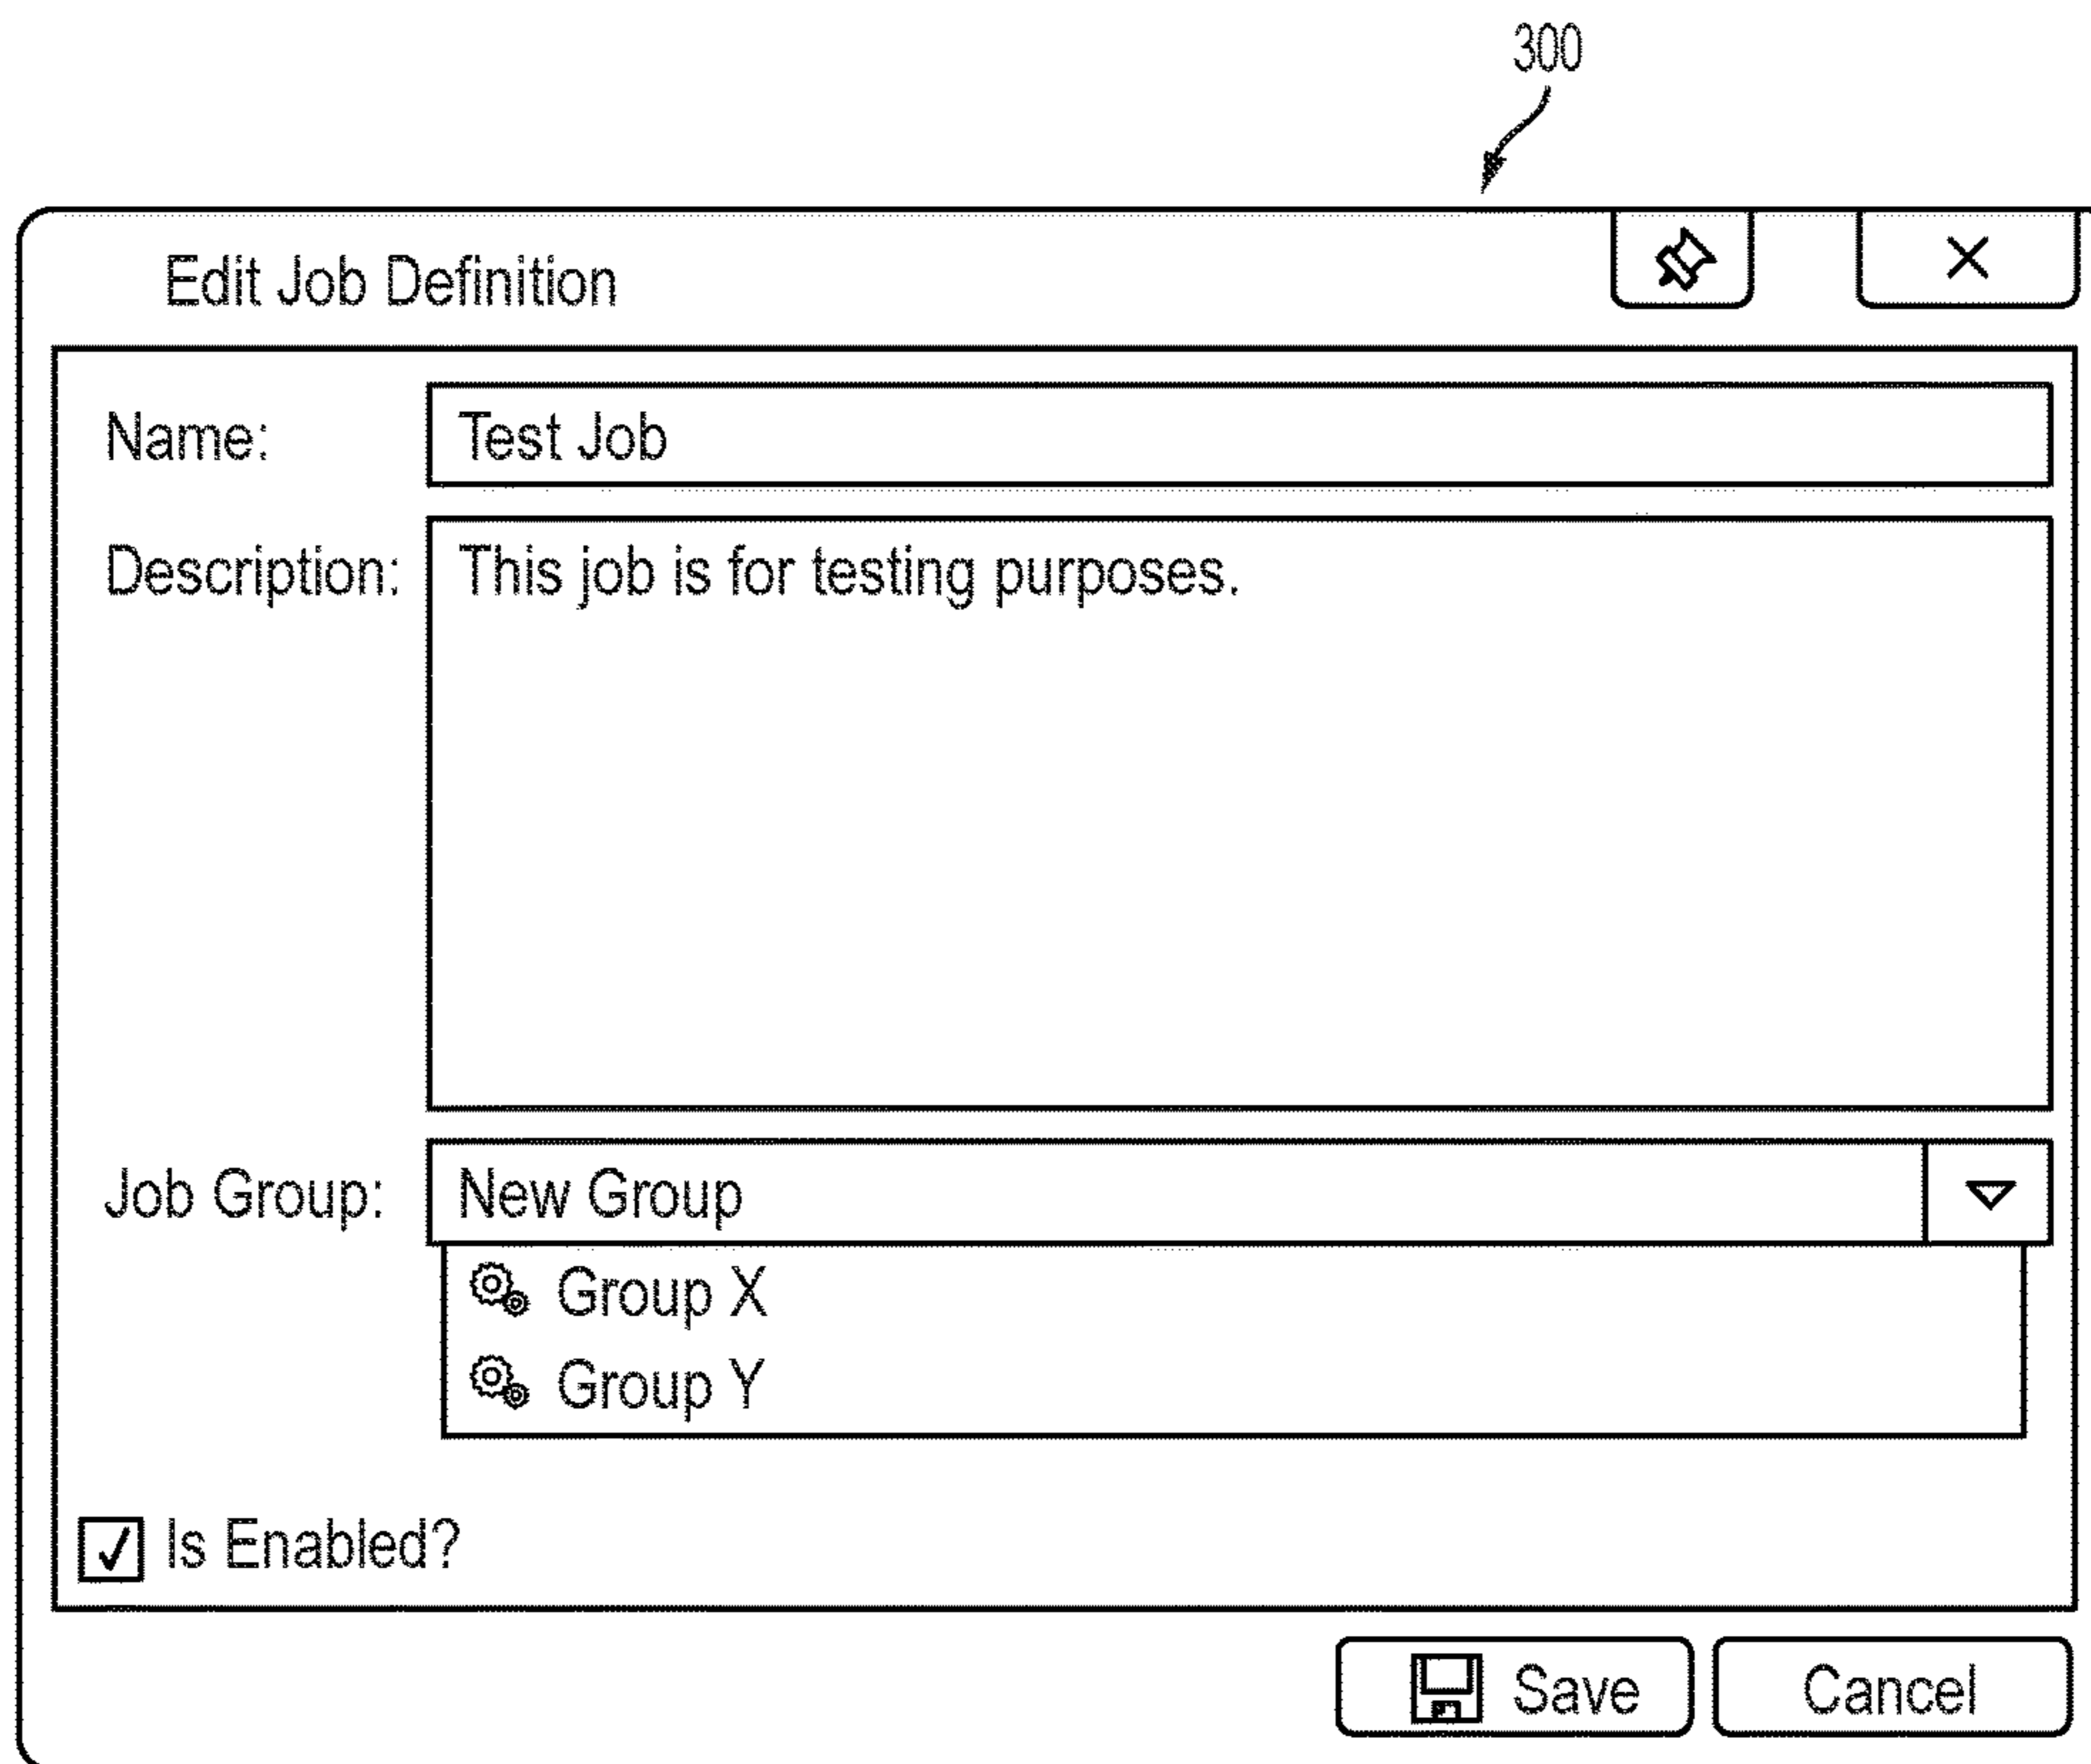 300
Edit Job Definition
Name: Test Job
Description: This job is for testing purposes.
Job Group: New Group
Group X
Group Y
Is Enabled?
Save Cancel